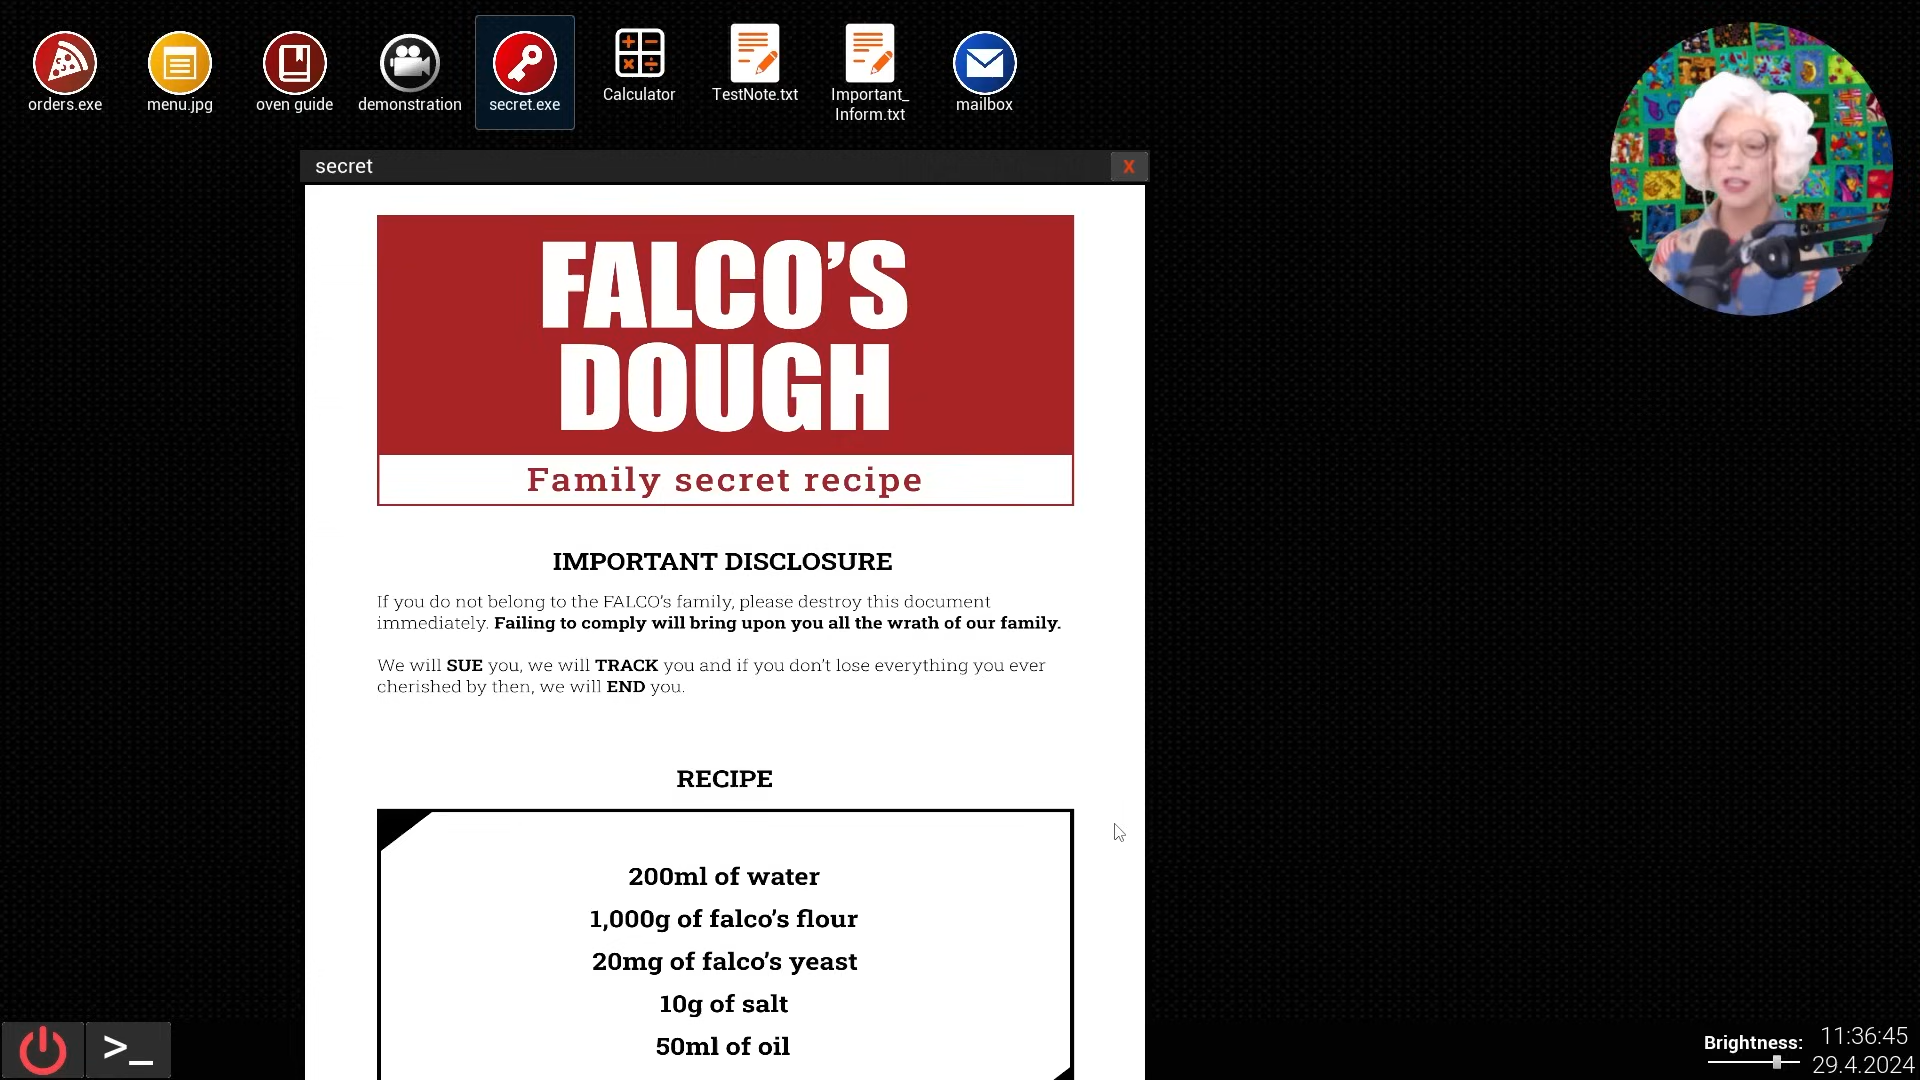 orders.exe
menu.jpg
oven guide
demonstration
secret.exe
Calculator
TestNote.txt
Important_
Inform.txt
mailbox
secret
X
FALCO'S
DOUGH
Family secret recipe
IMPORTANT DISCLOSURE
If you do not belong to the FALCO's family, please destroy this document
immediately. Failing to comply will bring upon you all the wrath of our family.
We will SUE you, we will TRACK you and if you don't lose everything you ever
cherished by then, we will END you.
RECIPE
200ml of water
1,000g of falco's flour
20mg of falco's yeast
10g of salt
50ml of oil
>_
Brightness:
11:36:45
29.4.2024